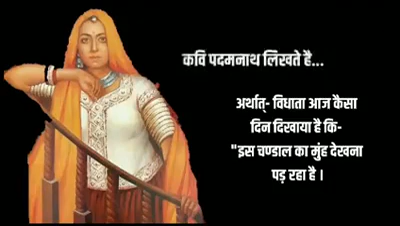 कवि पदमनाथ लिखते है...
अर्थात्- विधाता आज कैसा
दिन दिखाया है कि-
"इस चण्डाल का मुंह देखना
पड़ रहा है ।